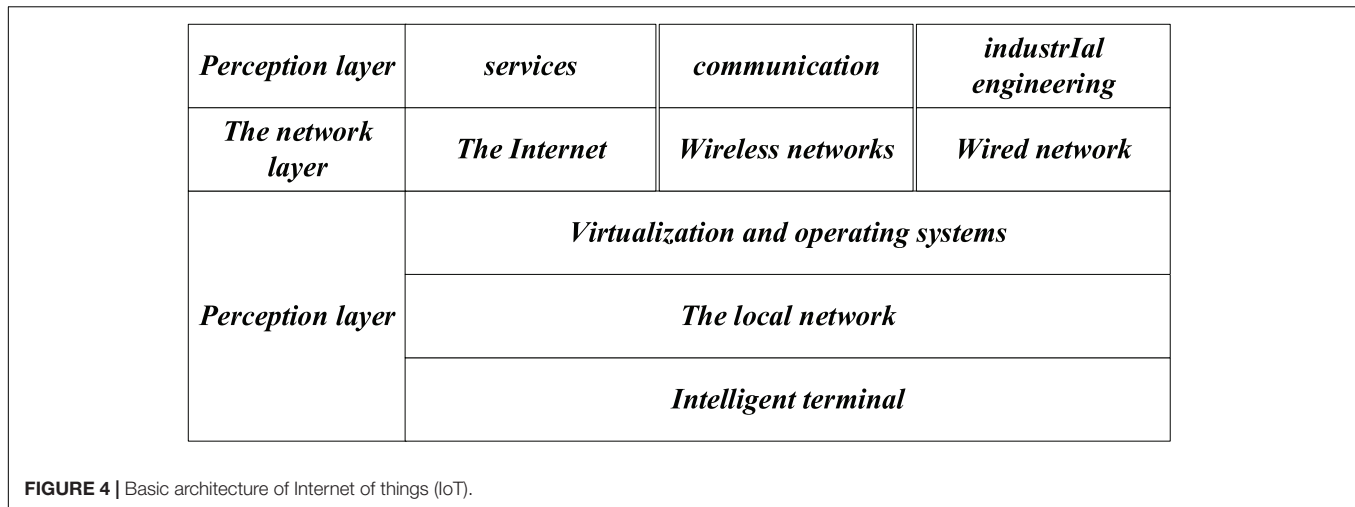 Perception layer
services
communication
industrIal
engineering
The network
layer
The Internet
Wireless networks
Wired network
Perception layer
Virtualization and operating systems
The local network
Intelligent terminal
FIGURE 4 | Basic architecture of Internet of things (IoT).